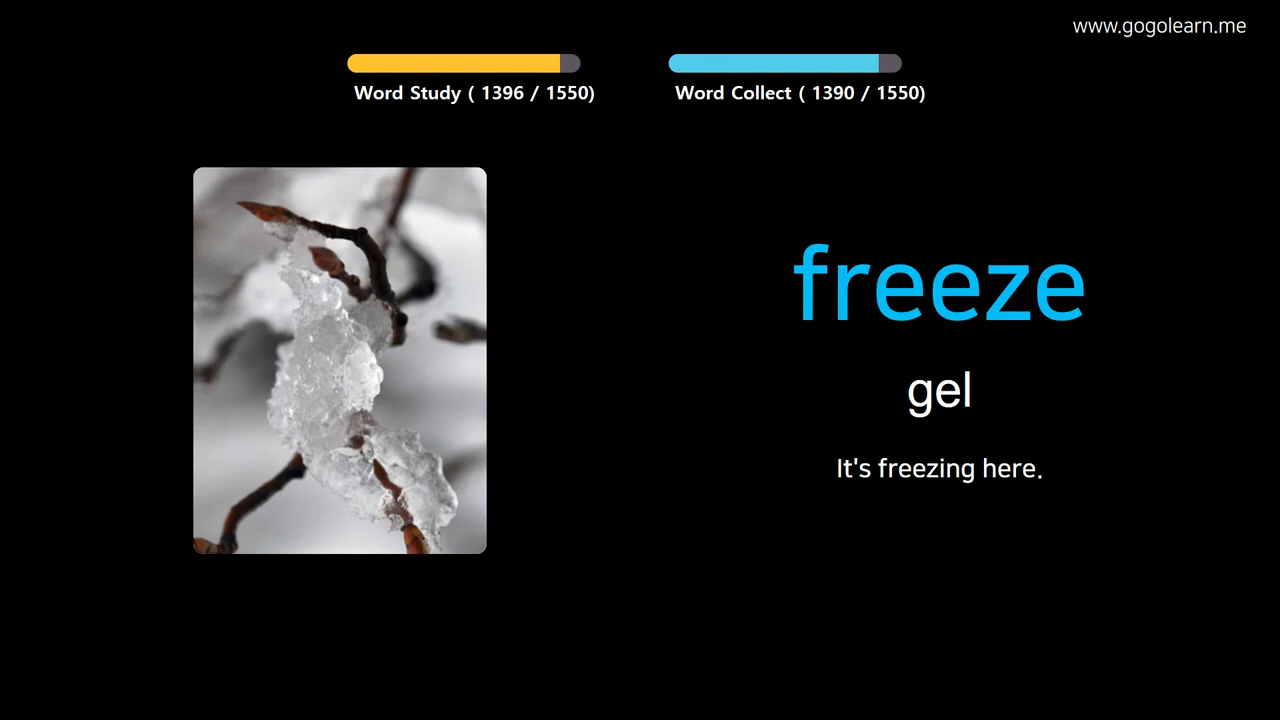 www.gogolearn.me
Word Study ( 1396 / 1550)
Word Collect ( 1390 / 1550)
freeze
gel
It's freezing here.